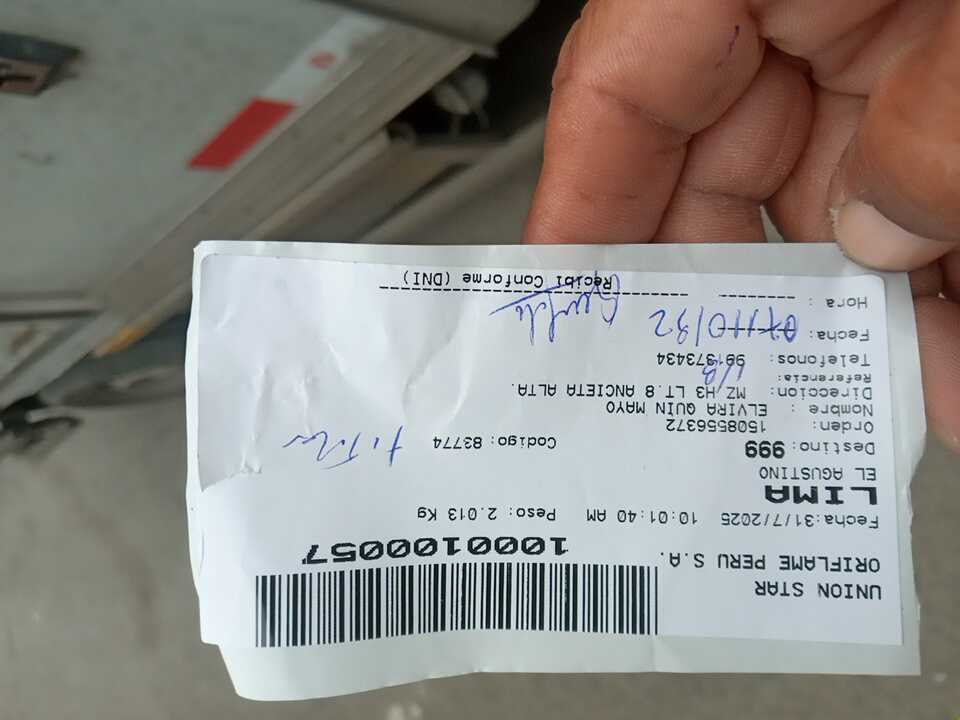 UNION STAR
ORIFLAME PERU S.A.
1000100057
Fecha:31/7/2025 10:01:40 AM Peso: 2.013 Kg
LIMA
EL AGUSTINO
Destino: 999
Orden: 1508556372 Codigo: 83774
Nombre : ELVIRA QUIN MAYO
Direccion: MZ H3 LT.8 ANCIETA ALTA.
Referencia:
Telefonos: 991373434
Fecha:
Hora :
Recibi Conforme (DNI)